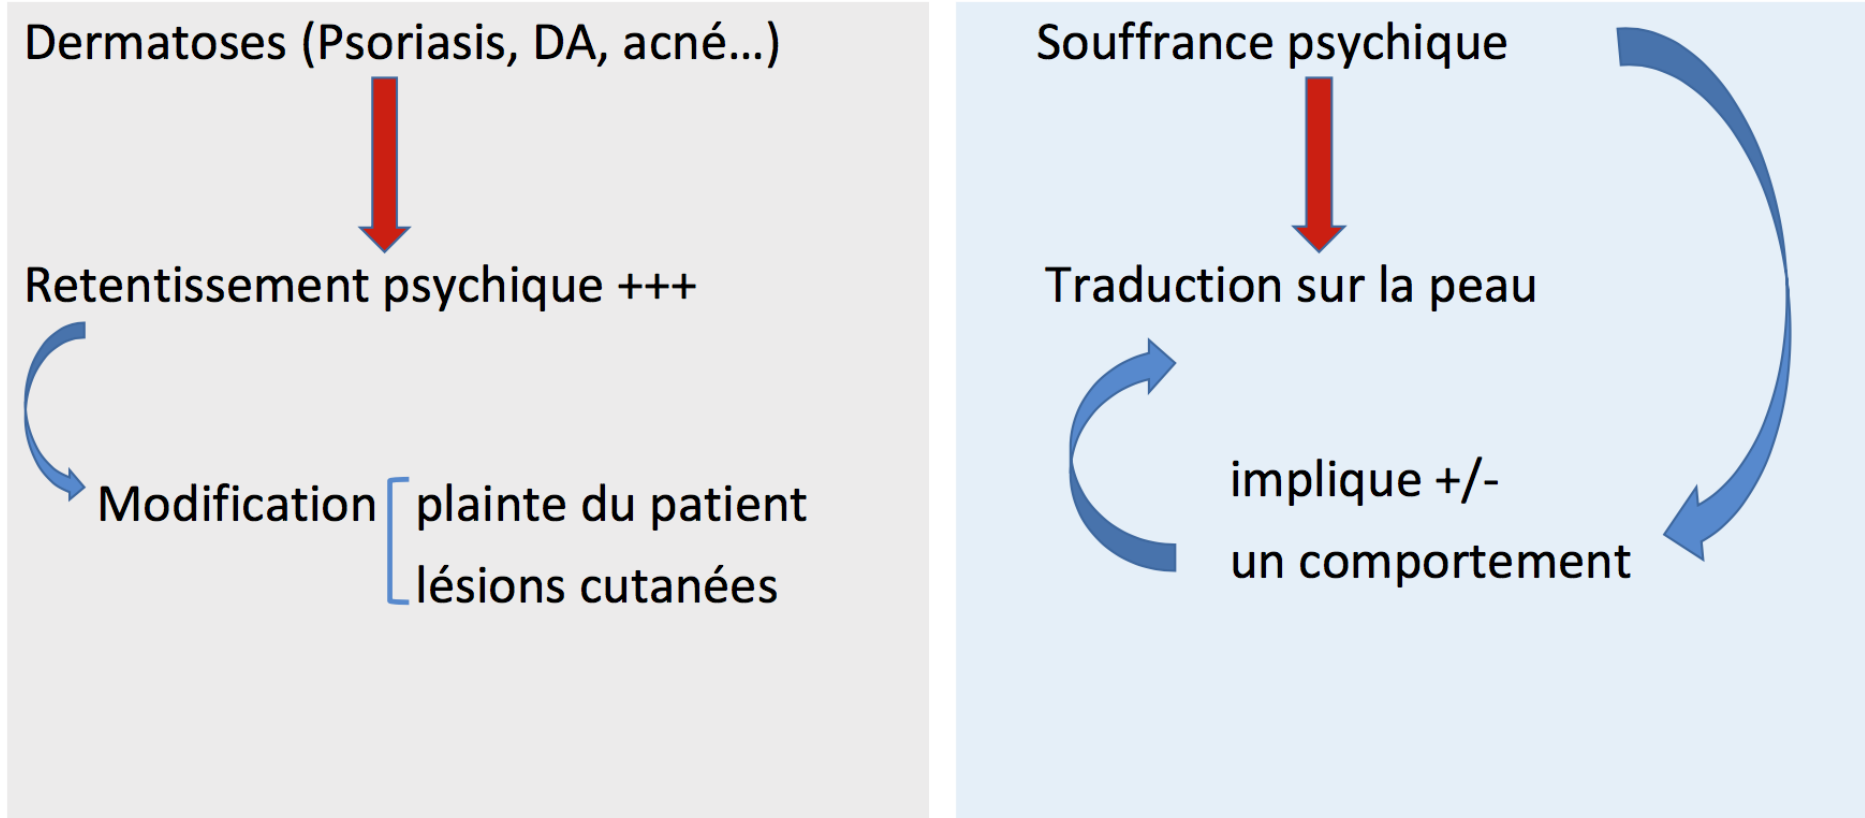 Dermatoses (Psoriasis, DA, acné...)
Retentissement psychique +++
Modification
plainte du patient
lésions cutanées
Souffrance psychique
Traduction sur la peau
implique +/-
un comportement